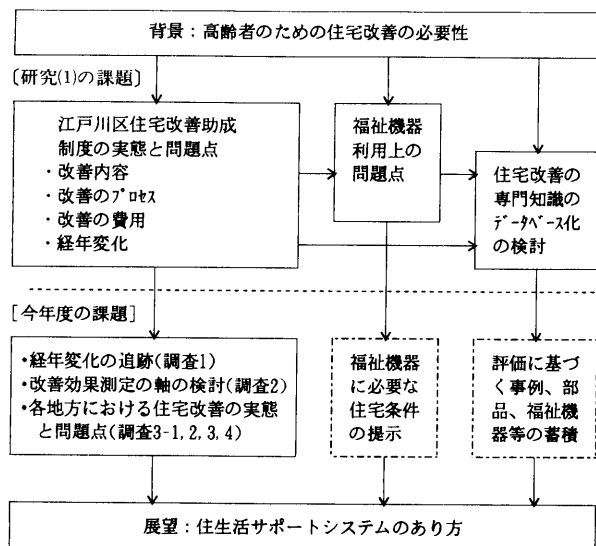 背景：高齢者のための住宅改善の必要性
〔研究(1)の課題〕
江戸川区住宅改善助成
制度の実態と問題点
・改善内容
・改善のﾌﾟﾛｾｽ
・改善の費用
・経年変化
福祉機器
利用上の
問題点
住宅改善の
専門知識の
ﾃﾞｰﾀﾍﾞｰｽ化
の検討
[今年度の課題]
・経年変化の追跡(調査1)
・改善効果測定の軸の検討(調査2)
・各地方における住宅改善の実態
と問題点(調査3-1,2,3,4)
福祉機器
に必要な
住宅条件
の提示
評価に基づ
く事例、部
品、福祉機
器等の蓄積
展望：住生活サポートシステムのあり方